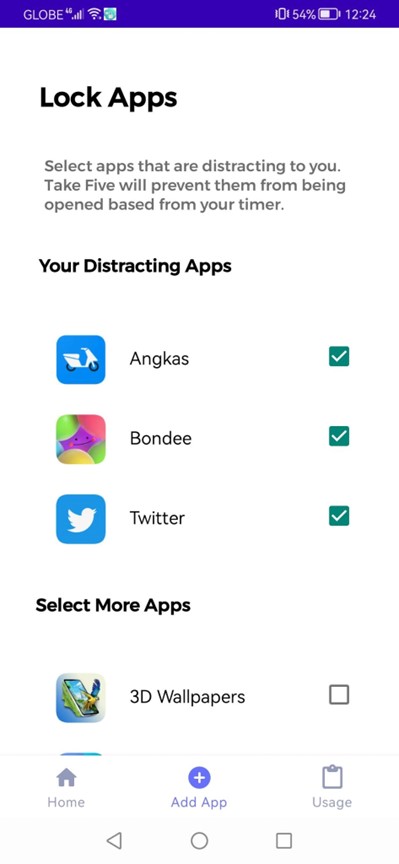 GLOBE 4G 54% 12:24
Lock Apps
Select apps that are distracting to you.
Take Five will prevent them from being
opened based from your timer.
Your Distracting Apps
Angkas
Bondee
Twitter
Select More Apps
3D Wallpapers
Home Add App Usage